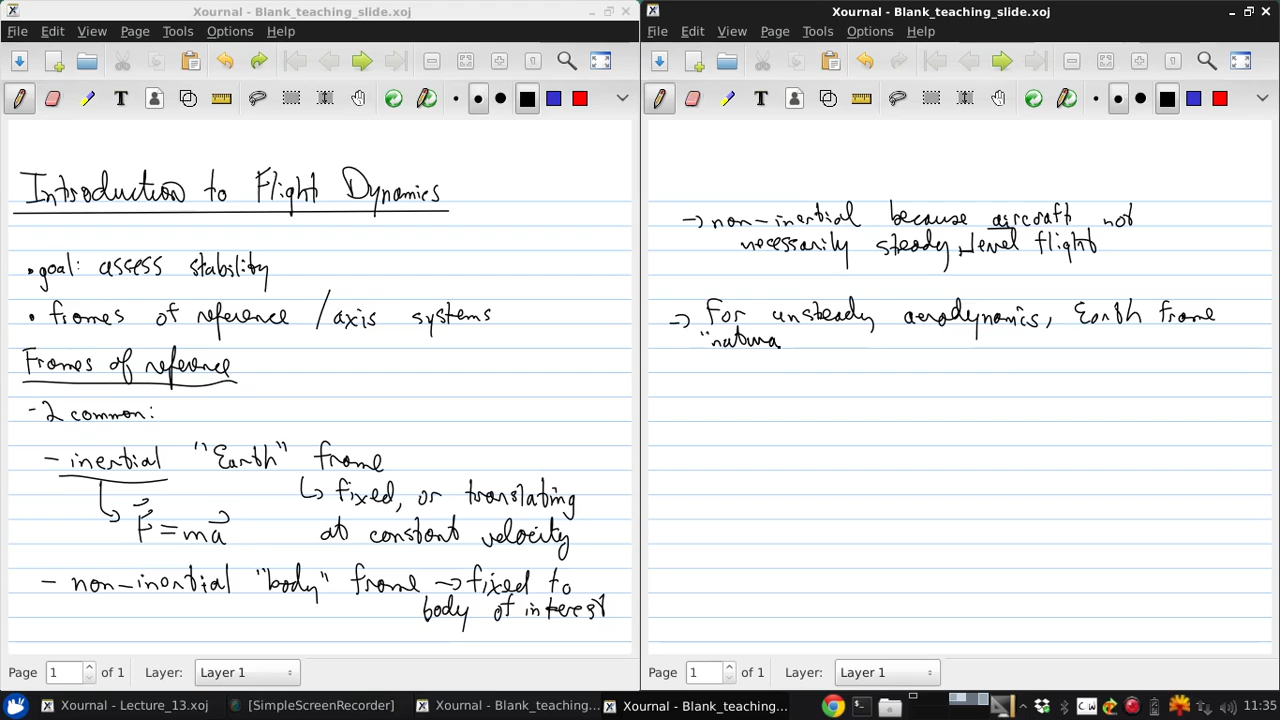 Xournal - Blank_teaching_slide.xoj
File Edit View Page Tools Options Help
Introduction to Flight Dynamics
• goal: assess stability
• frames of reference / axis systems
Frames of reference
- 2 common:
- inertial "Earth" frame
↳ fixed, or translating
F = ma at constant velocity
- non-inertial "body" frame → fixed to
body of interest
Page 1 of 1 Layer: Layer 1
Xournal - Blank_teaching_slide.xoj
File Edit View Page Tools Options Help
→ non-inertial because aircraft not
necessarily steady, level flight
→ For unsteady aerodynamics, Earth frame
"natura
Page 1 of 1 Layer: Layer 1
Xournal - Lecture_13.xoj [SimpleScreenRecorder] Xournal - Blank_teaching... Xournal - Blank_teaching... 11:35